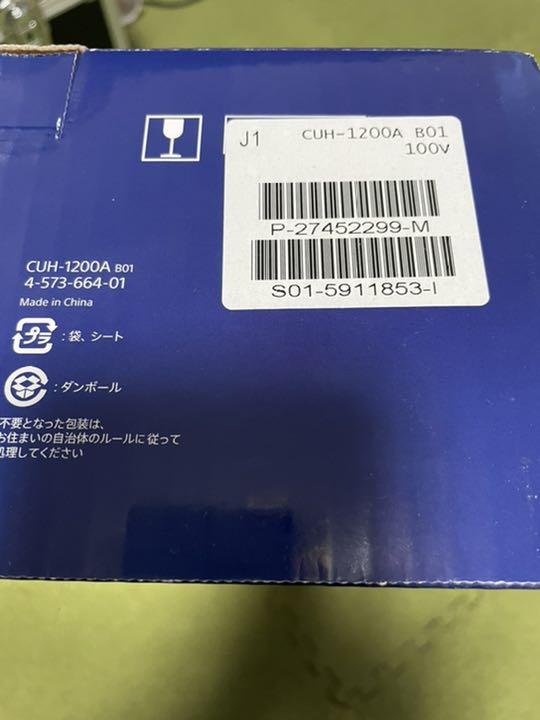 J1 CUH-1200A B01
100V
P-27452299-M
S01-5911853-I
CUH-1200A B01
4-573-664-01
Made in China
プラ : 袋、シート
: ダンボール
不要となった包装は、
お住まいの自治体のルールに従って
処理してください